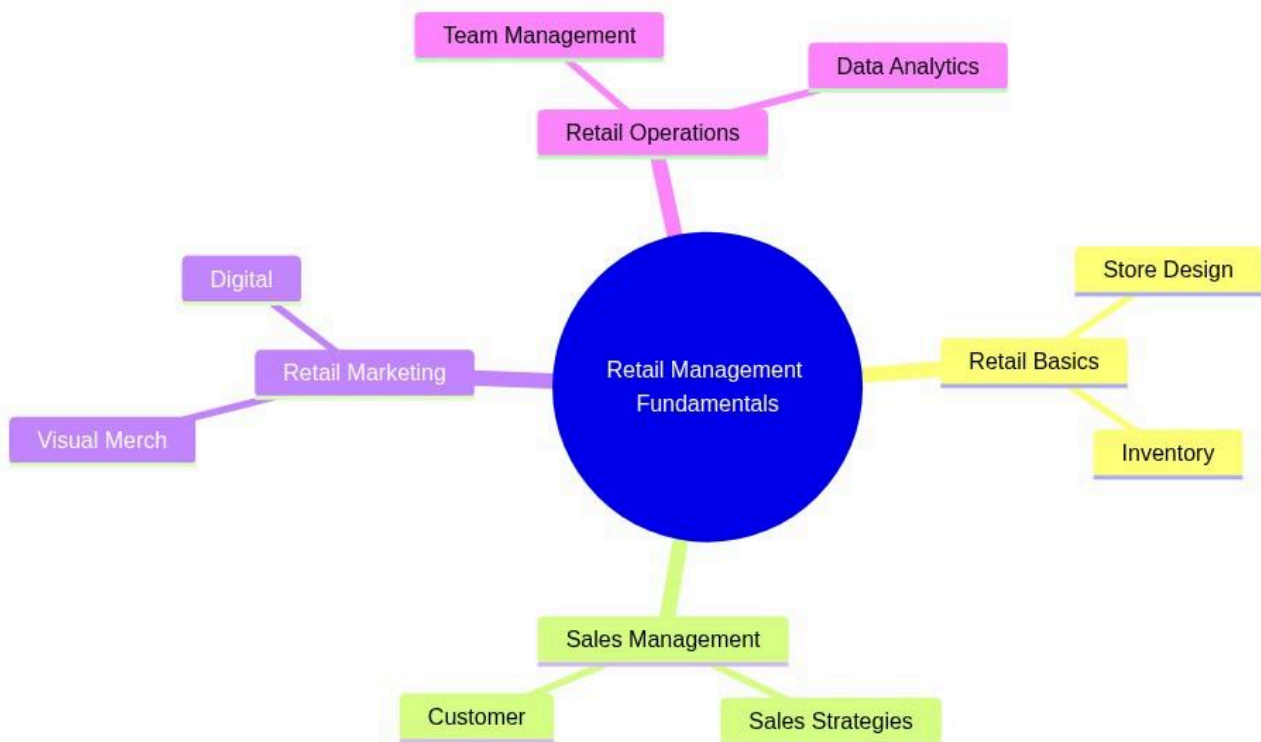 Team Management
Data Analytics
Retail Operations
Digital
Store Design
Retail Marketing
Retail Management
Fundamentals
Retail Basics
Visual Merch
Inventory
Sales Management
Customer
Sales Strategies